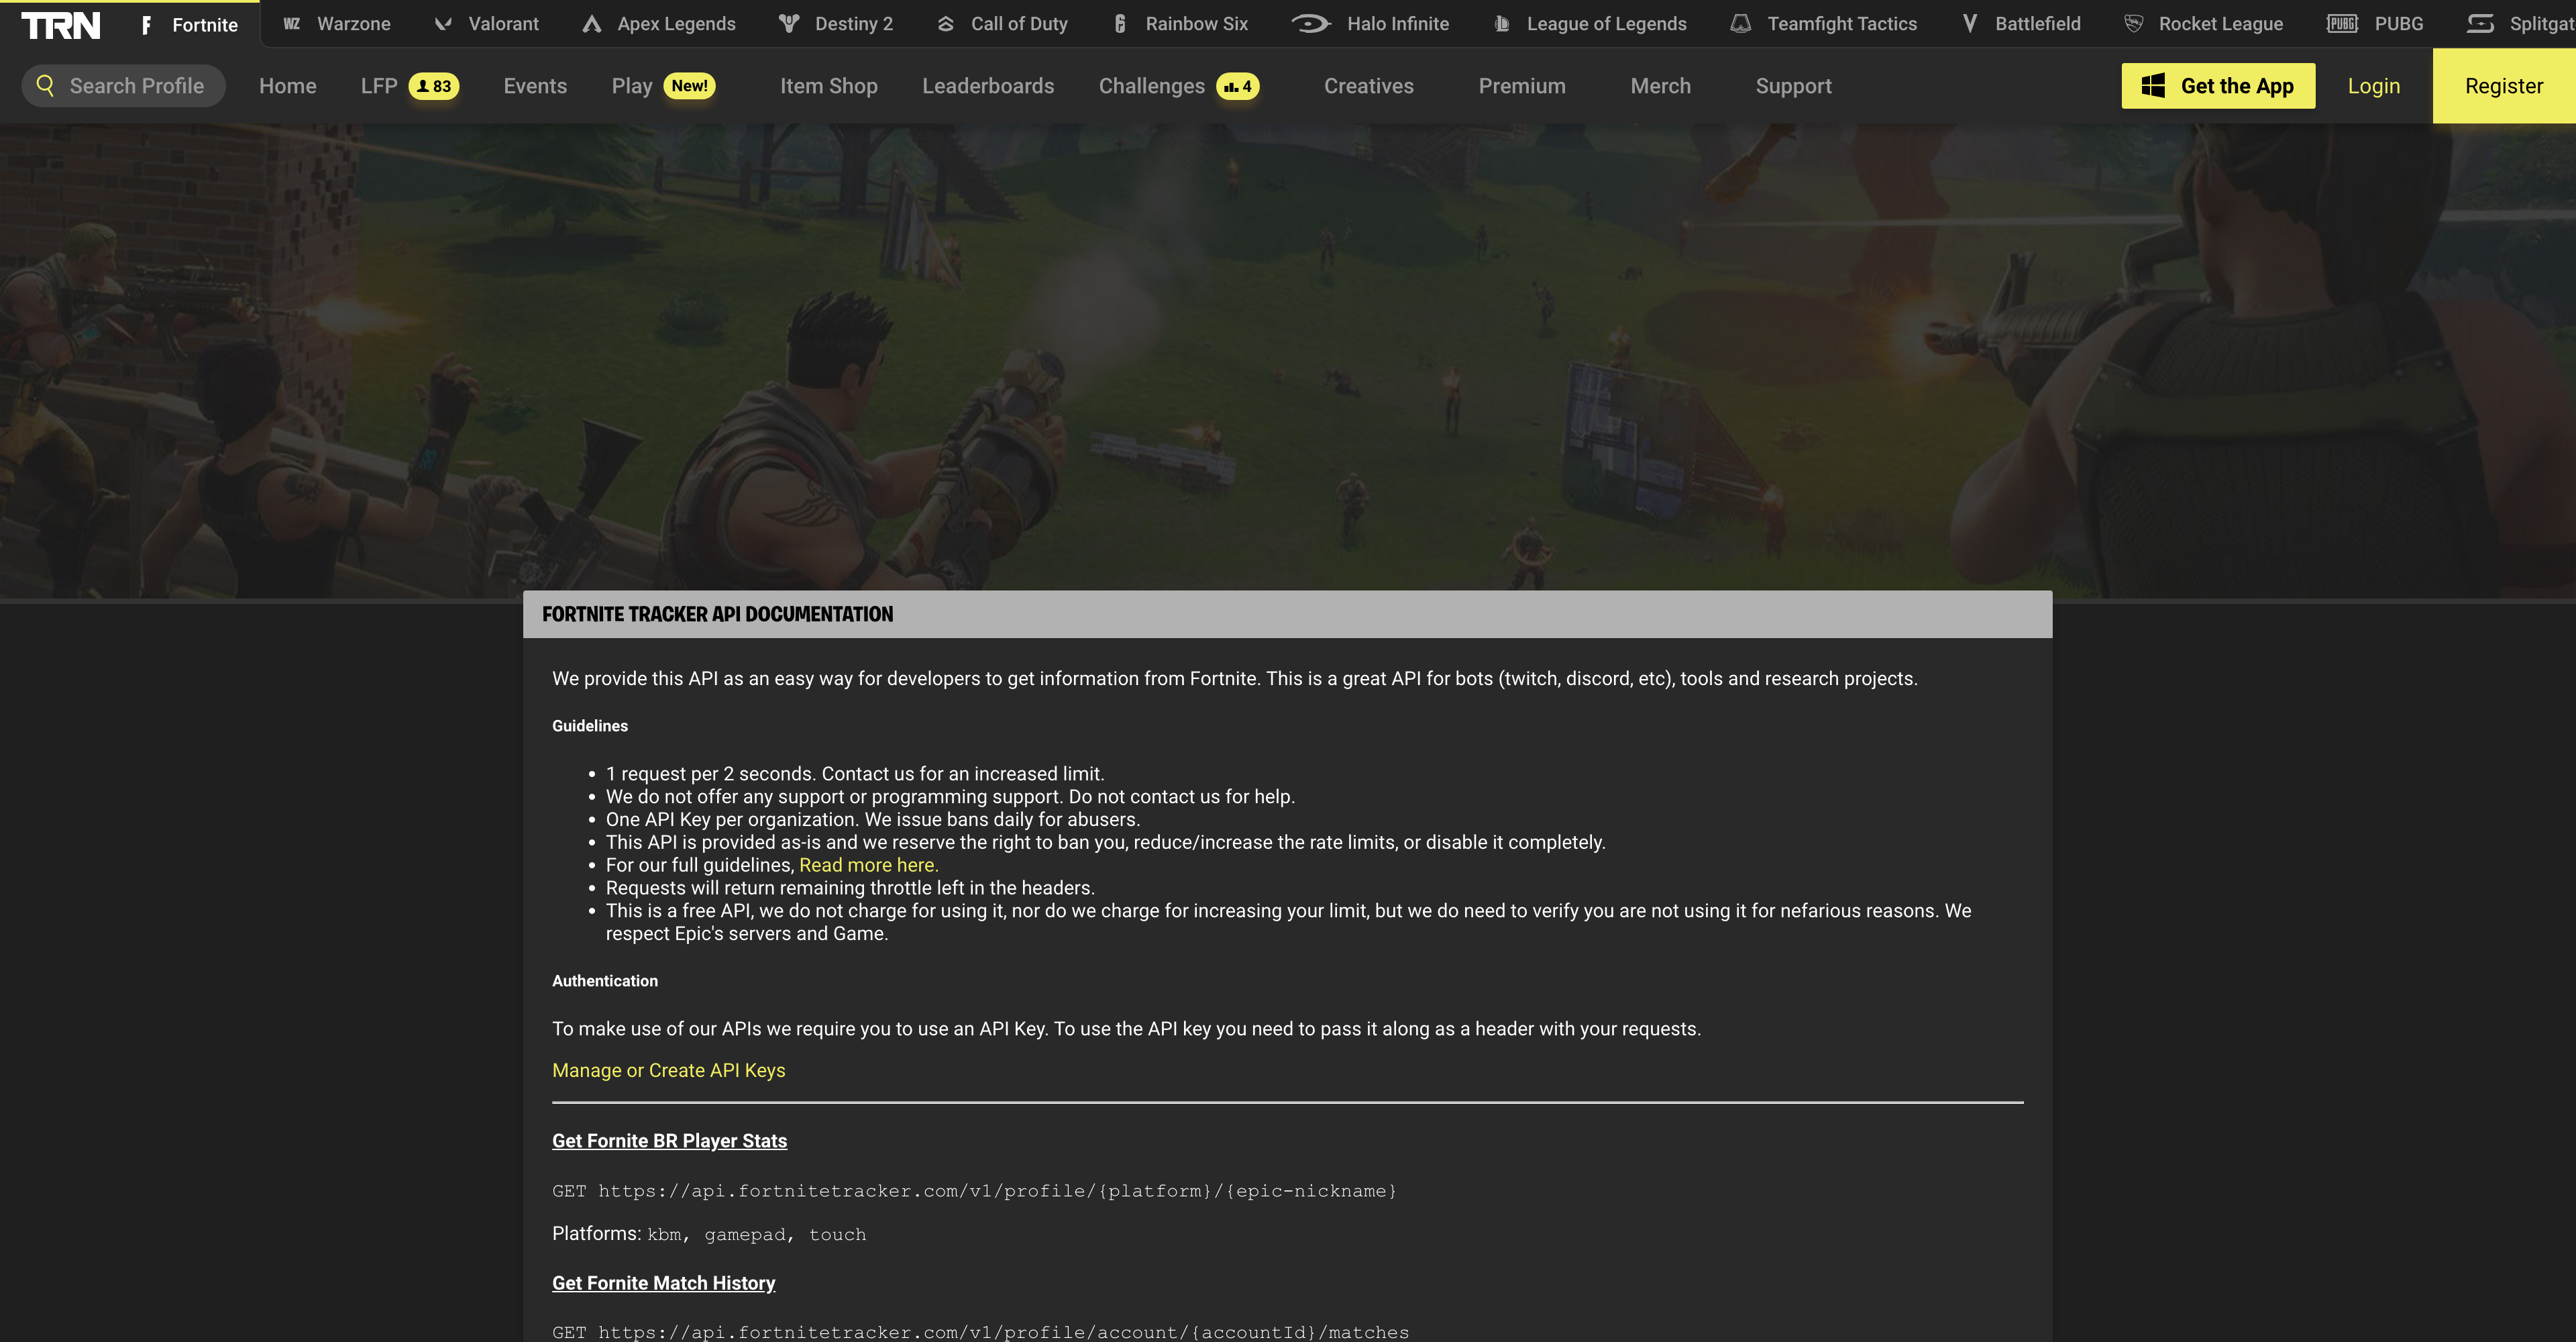 TRN Fortnite WZ Warzone Valorant Apex Legends Destiny 2 Call of Duty Rainbow Six Halo Infinite League of Legends Teamfight Tactics Battlefield Rocket League PUBG PUBG Splitgat
Search Profile Home LFP 83 Events Play New! Item Shop Leaderboards Challenges 4 Creatives Premium Merch Support Get the App Login Register
FORTNITE TRACKER API DOCUMENTATION
We provide this API as an easy way for developers to get information from Fortnite. This is a great API for bots (twitch, discord, etc), tools and research projects.
Guidelines
• 1 request per 2 seconds. Contact us for an increased limit.
• We do not offer any support or programming support. Do not contact us for help.
• One API Key per organization. We issue bans daily for abusers.
• This API is provided as-is and we reserve the right to ban you, reduce/increase the rate limits, or disable it completely.
• For our full guidelines, Read more here.
• Requests will return remaining throttle left in the headers.
• This is a free API, we do not charge for using it, nor do we charge for increasing your limit, but we do need to verify you are not using it for nefarious reasons. We
respect Epic's servers and Game.
Authentication
To make use of our APIs we require you to use an API Key. To use the API key you need to pass it along as a header with your requests.
Manage or Create API Keys
Get Fornite BR Player Stats
GET https://api.fortnitetracker.com/v1/profile/{platform}/{epic-nickname}
Platforms: kbm, gamepad, touch
Get Fornite Match History
GET https://api.fortnitetracker.com/v1/profile/account/{accountId}/matches